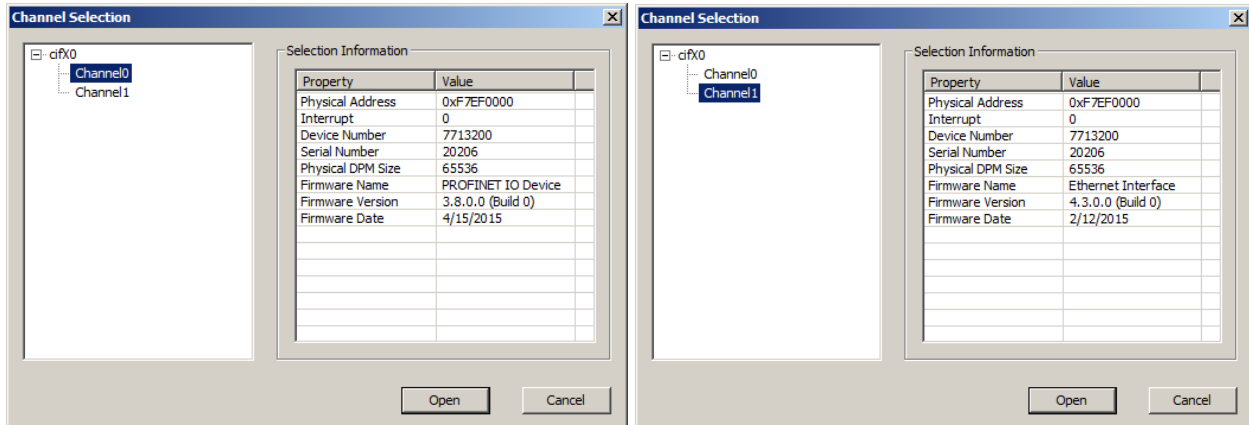 Channel Selection
cifX0
Channel0
Channel1
Selection Information
Property Value
Physical Address 0xF7EF0000
Interrupt 0
Device Number 7713200
Serial Number 20206
Physical DPM Size 65536
Firmware Name PROFINET IO Device
Firmware Version 3.8.0.0 (Build 0)
Firmware Date 4/15/2015
Open Cancel
Channel Selection
cifX0
Channel0
Channel1
Selection Information
Property Value
Physical Address 0xF7EF0000
Interrupt 0
Device Number 7713200
Serial Number 20206
Physical DPM Size 65536
Firmware Name Ethernet Interface
Firmware Version 4.3.0.0 (Build 0)
Firmware Date 2/12/2015
Open Cancel